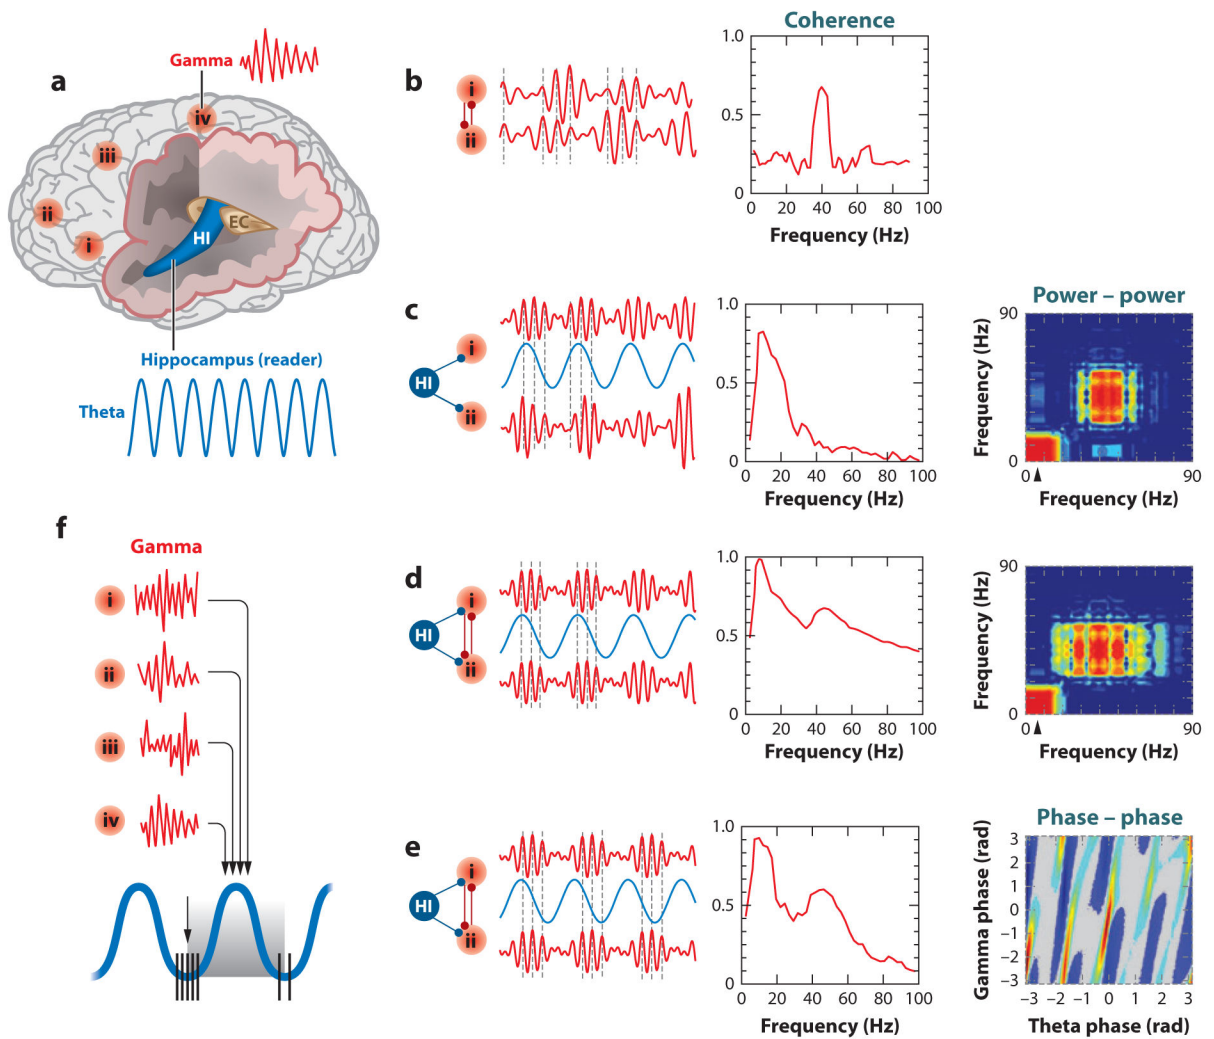 a
Gamma
iv
iii
ii
i
HI
EC
Hippocampus (reader)
Theta
b
i
ii
Coherence
1.0
0.5
0
0 20 40 60 80 100
Frequency (Hz)
c
HI
i
ii
1.0
0.5
0
0 20 40 60 80 100
Frequency (Hz)
Power – power
90
Frequency (Hz)
0
0 90
Frequency (Hz)
d
HI
i
ii
1.0
0.5
0
0 20 40 60 80 100
Frequency (Hz)
90
Frequency (Hz)
0
0 90
Frequency (Hz)
e
HI
i
ii
1.0
0.5
0
0 20 40 60 80 100
Frequency (Hz)
Phase – phase
Gamma phase (rad)
3
2
1
0
–1
–2
–3
–3 –2 –1 0 1 2 3
Theta phase (rad)
f
Gamma
i
ii
iii
iv